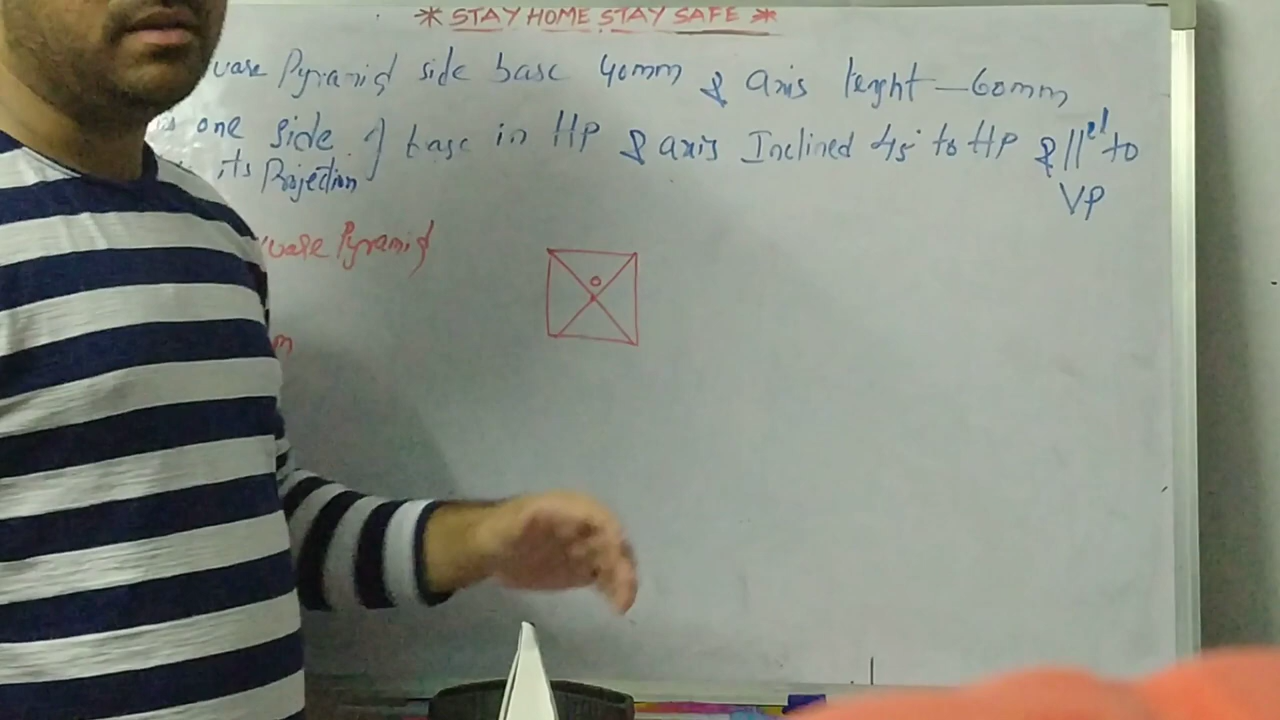 * STAY HOME STAY SAFE *
uare Pyramid side base 40mm & axis lenght — 60mm
one side of base in HP & axis Inclined 45° to HP & ||el to
VP
its Projection
uare Pyramid
o
m